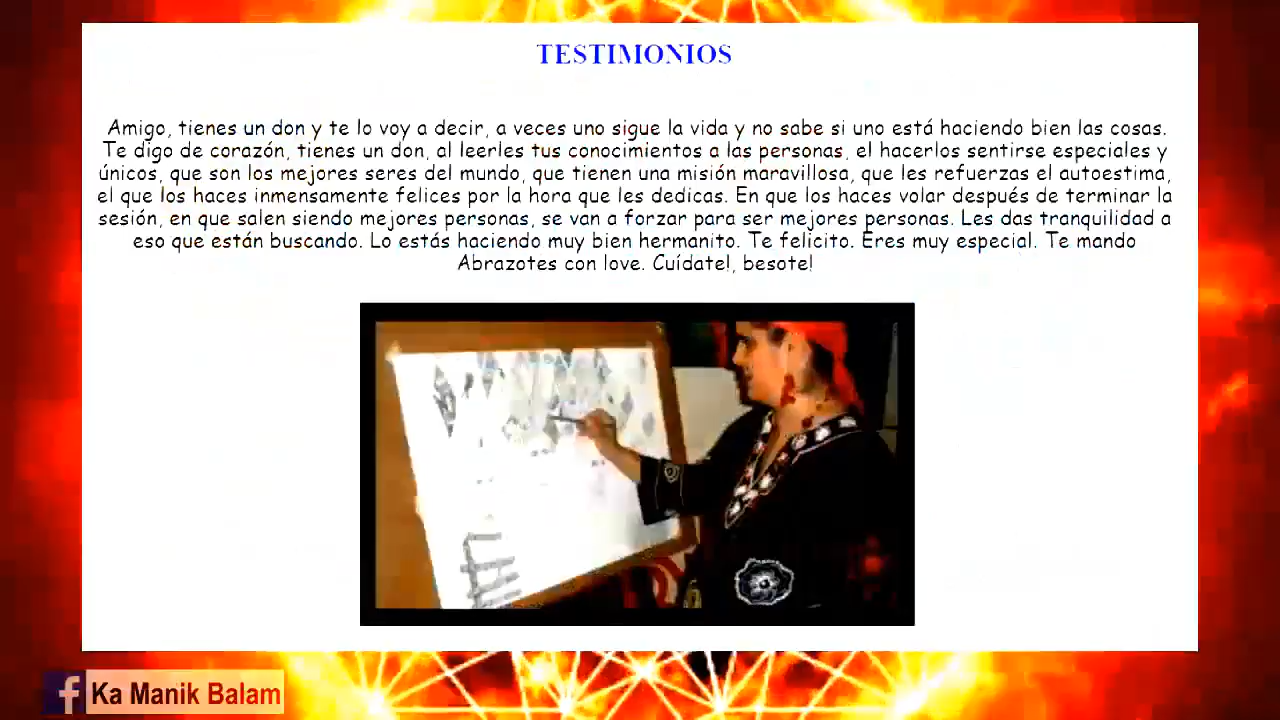 TESTIMONIOS
Amigo, tienes un don y te lo voy a decir, a veces uno sigue la vida y no sabe si uno está haciendo bien las cosas.
Te digo de corazón, tienes un don, al leerles tus conocimientos a las personas, el hacerlos sentirse especiales y
únicos, que son los mejores seres del mundo, que tienen una misión maravillosa, que les refuerzas el autoestima,
el que los haces inmensamente felices por la hora que les dedicas. En que los haces volar después de terminar la
sesión, en que salen siendo mejores personas, se van a forzar para ser mejores personas. Les das tranquilidad a
eso que están buscando. Lo estás haciendo muy bien hermanito. Te felicito. Eres muy especial. Te mando
Abrazotes con love. Cuídate!, besote!
f Ka Manik Balam